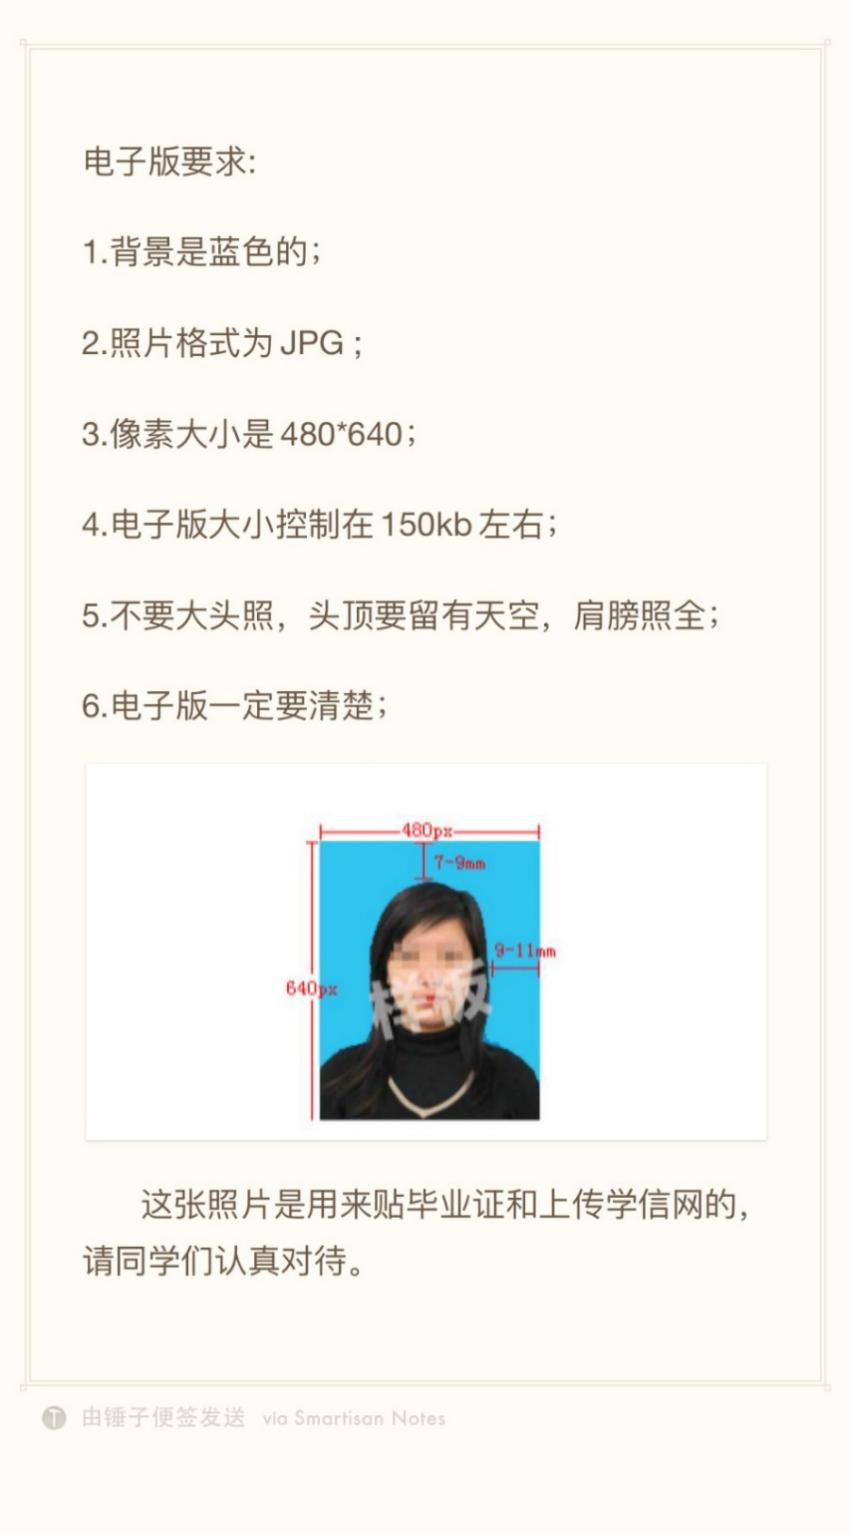 电子版要求:
1.背景是蓝色的；
2.照片格式为 JPG ；
3.像素大小是 480*640；
4.电子版大小控制在 150kb 左右；
5.不要大头照，头顶要留有天空，肩膀照全；
6.电子版一定要清楚；
480px
7-9mm
9-11mm
640px
样板
这张照片是用来贴毕业证和上传学信网的，
请同学们认真对待。
T 由锤子便签发送 via Smartisan Notes